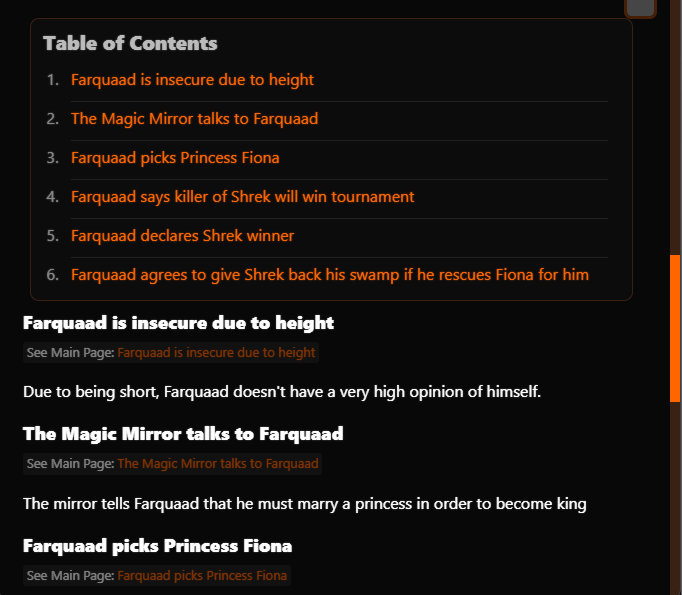 Table of Contents
1. Farquaad is insecure due to height
2. The Magic Mirror talks to Farquaad
3. Farquaad picks Princess Fiona
4. Farquaad says killer of Shrek will win tournament
5. Farquaad declares Shrek winner
6. Farquaad agrees to give Shrek back his swamp if he rescues Fiona for him
Farquaad is insecure due to height
See Main Page: Farquaad is insecure due to height
Due to being short, Farquaad doesn't have a very high opinion of himself.
The Magic Mirror talks to Farquaad
See Main Page: The Magic Mirror talks to Farquaad
The mirror tells Farquaad that he must marry a princess in order to become king
Farquaad picks Princess Fiona
See Main Page: Farquaad picks Princess Fiona